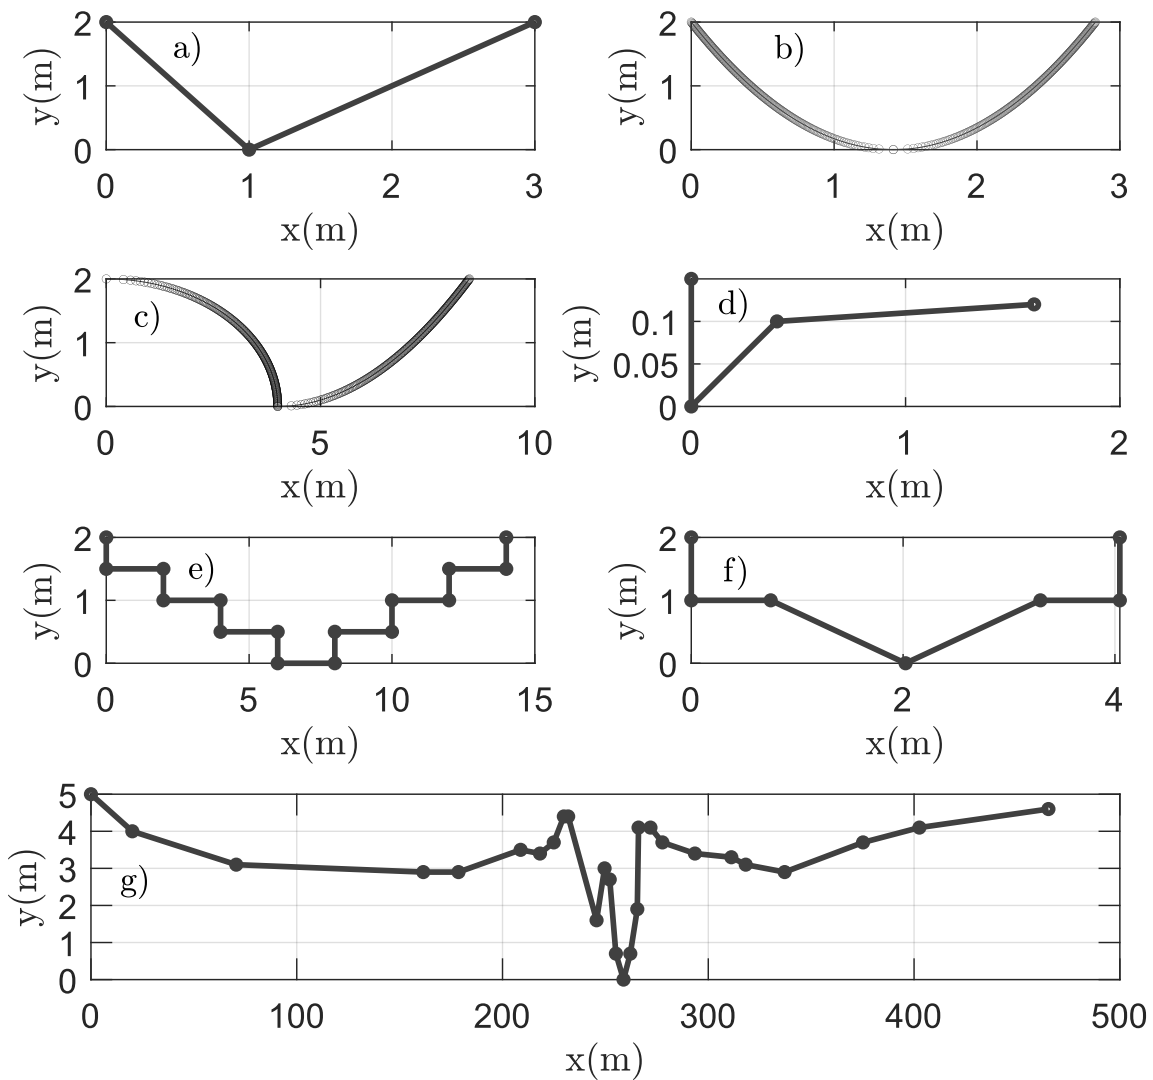 2 a) 2 b)
y(m) 1 y(m) 1
0 0
0 1 2 3 0 1 2 3
x(m) x(m)
2 c) d)
y(m) 1 y(m) 0.1
0.05
0 0
0 5 10 0 1 2
x(m) x(m)
2 e) 2 f)
y(m) 1 y(m) 1
0 0
0 5 10 15 0 2 4
x(m) x(m)
5
4
3 g)
y(m) 2
1
0
0 100 200 300 400 500
x(m)